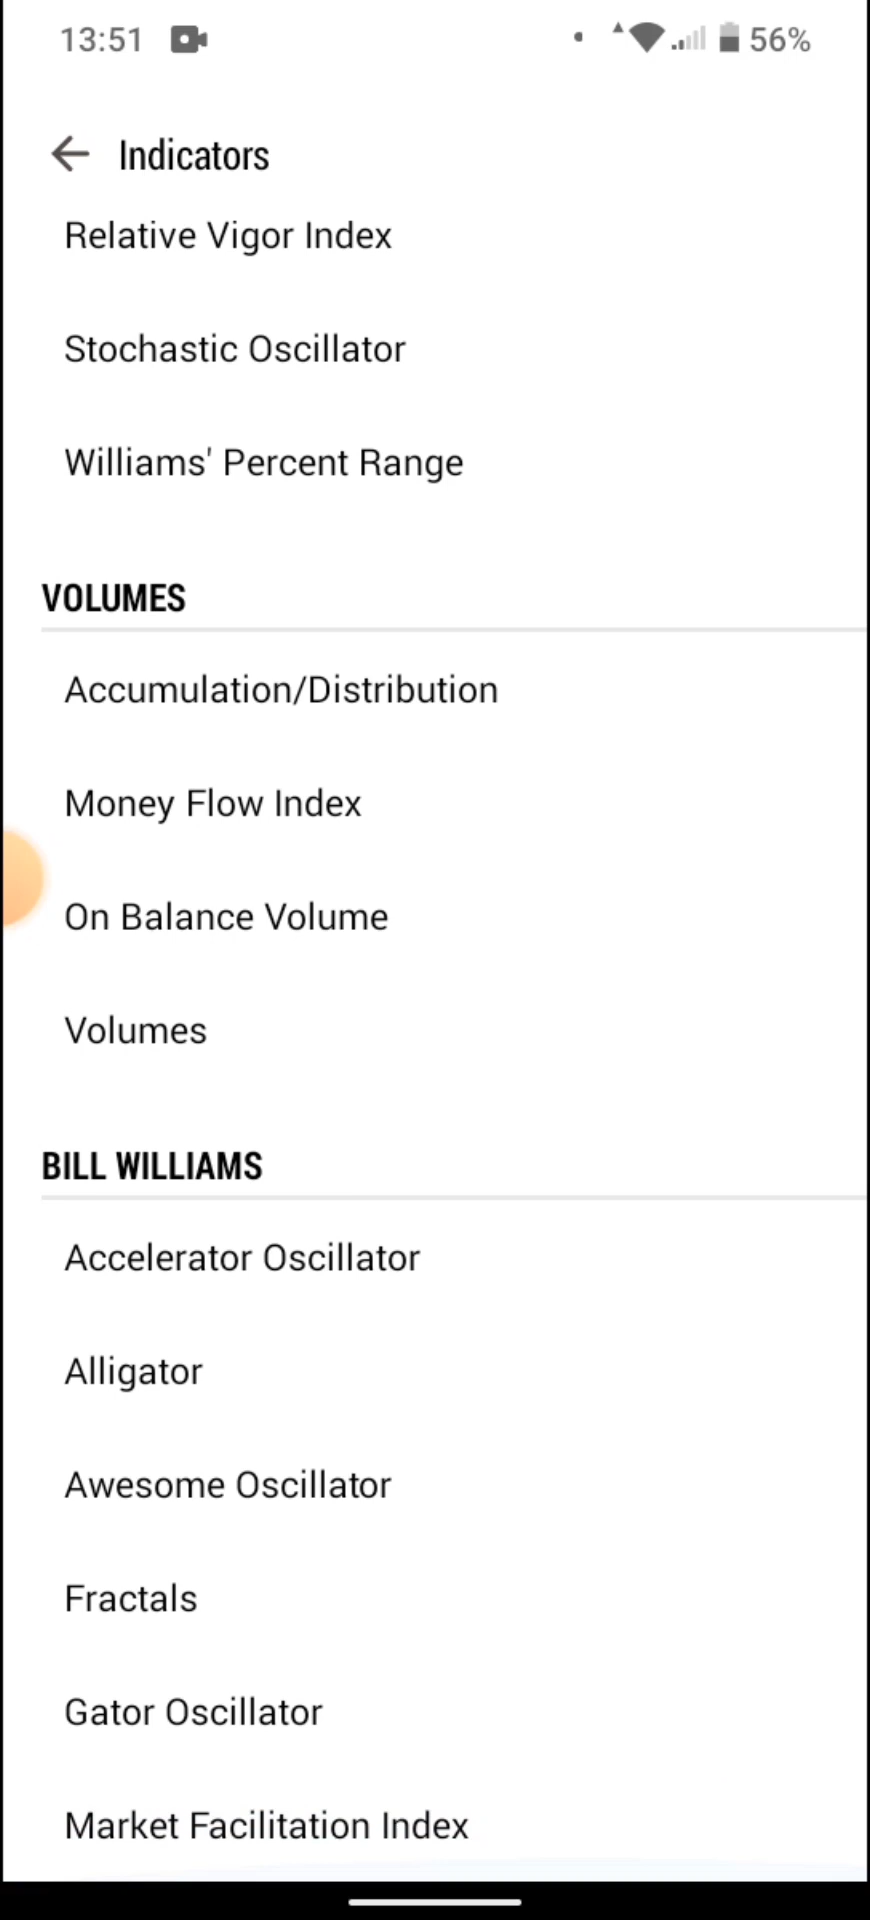 13:51 56%
Indicators
Relative Vigor Index
Stochastic Oscillator
Williams' Percent Range
VOLUMES
Accumulation/Distribution
Money Flow Index
On Balance Volume
Volumes
BILL WILLIAMS
Accelerator Oscillator
Alligator
Awesome Oscillator
Fractals
Gator Oscillator
Market Facilitation Index